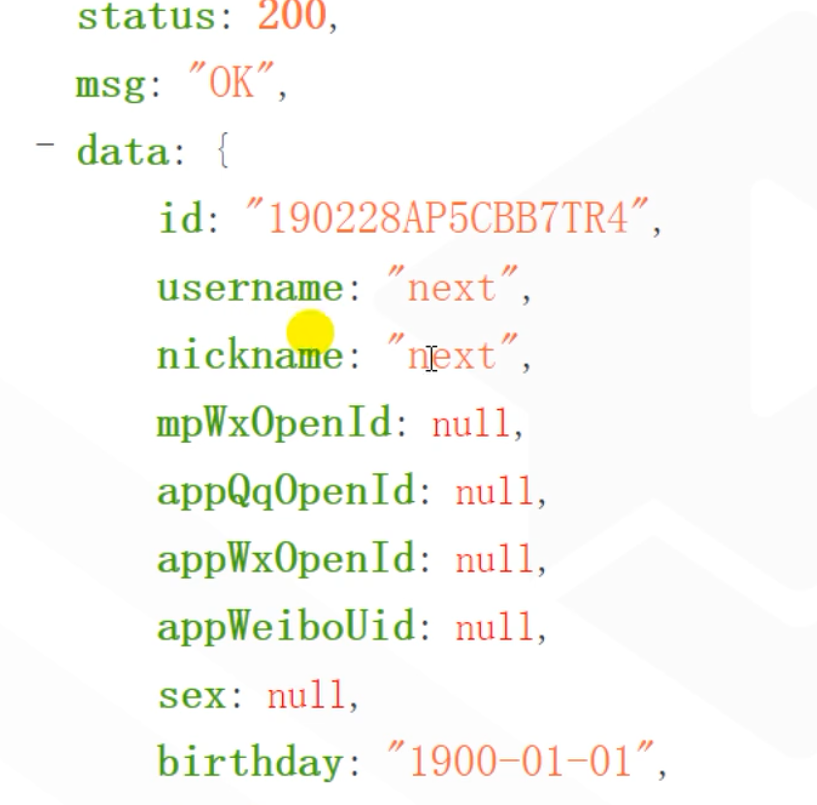 status: 200,
msg: "OK",
- data: {
id: "190228AP5CBB7TR4",
username: "next",
nickname: "next",
mpWxOpenId: null,
appQqOpenId: null,
appWxOpenId: null,
appWeiboUid: null,
sex: null,
birthday: "1900-01-01",